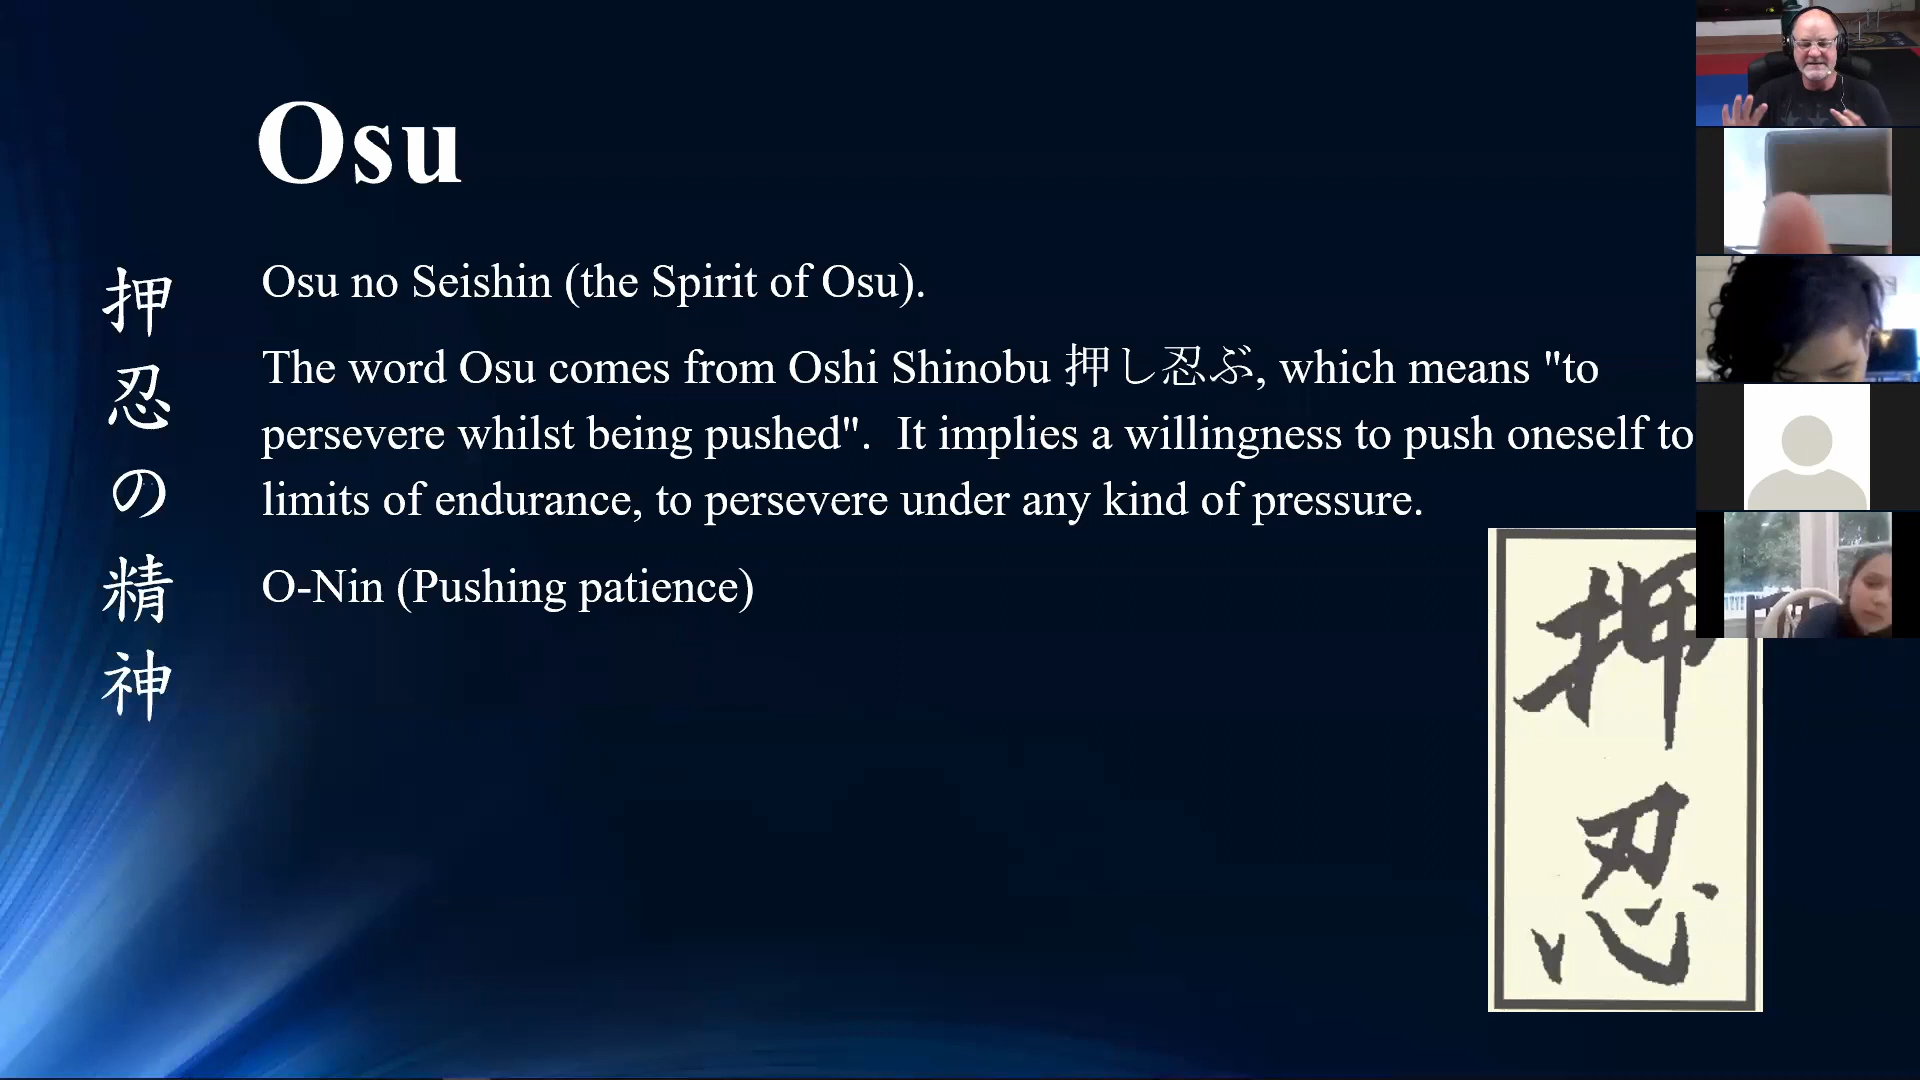 Osu
押忍の精神
Osu no Seishin (the Spirit of Osu).
The word Osu comes from Oshi Shinobu 押し忍ぶ, which means "to
persevere whilst being pushed".  It implies a willingness to push oneself to
limits of endurance, to persevere under any kind of pressure.
O-Nin (Pushing patience)
押忍